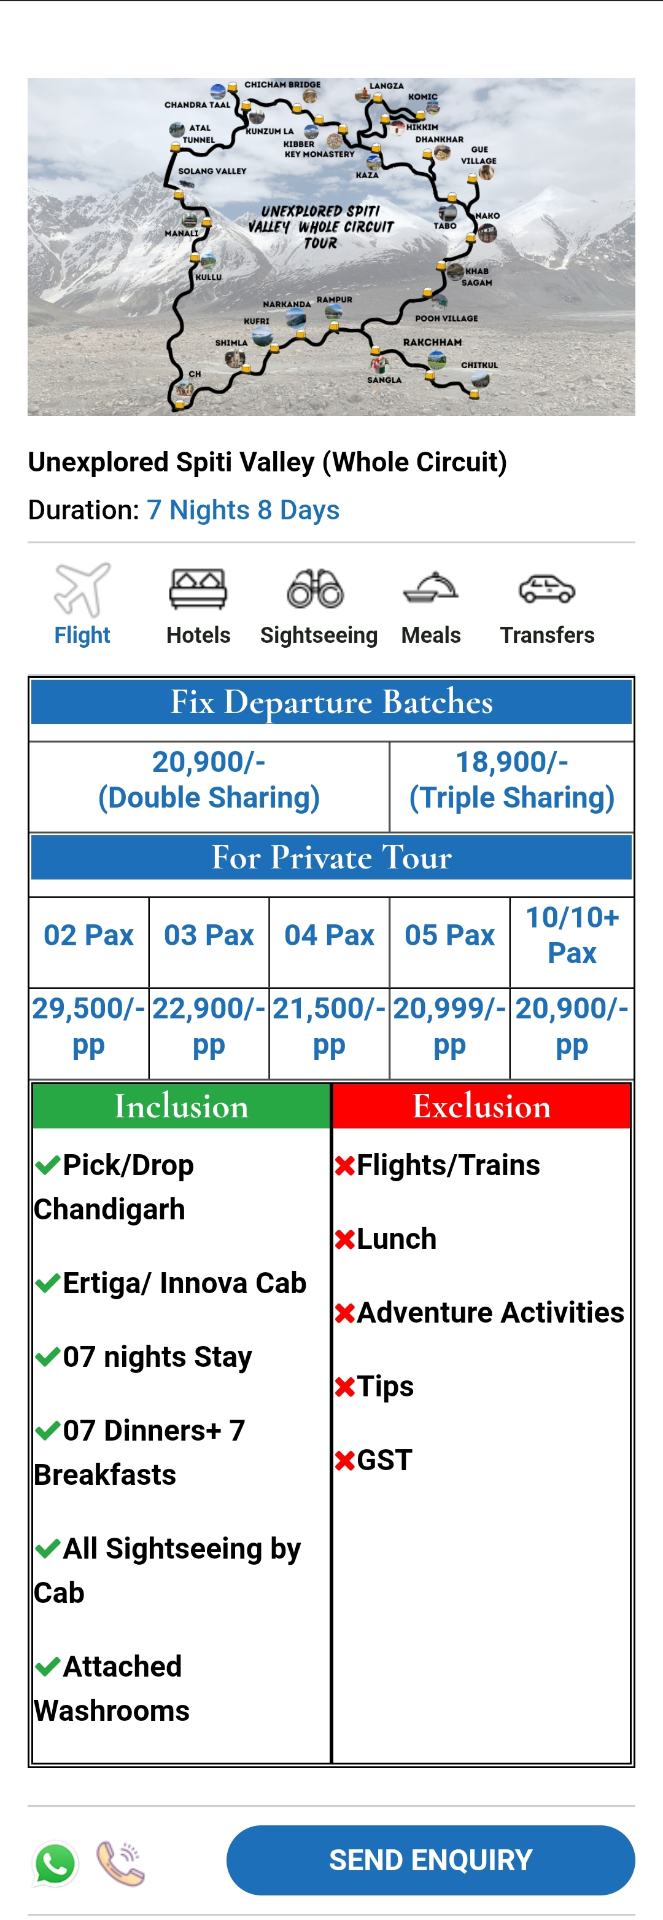 CHICHAM BRIDGE
LANGZA
CHANDRA TAAL
KOMIC
ATAL
TUNNEL
KUNZUM LA
HIKKIM
KIBBER
DHANKHAR
KEY MONASTERY
GUE
VILLAGE
SOLANG VALLEY
KAZA
UNEXPLORED SPITI
VALLEY WHOLE CIRCUIT
TOUR
NAKO
TABO
MANALI
KULLU
KHAB
SAGAM
NARKANDA
RAMPUR
POOH VILLAGE
KUFRI
SHIMLA
RAKCHHAM
CHITKUL
CH
SANGLA
Unexplored Spiti Valley (Whole Circuit)
Duration: 7 Nights 8 Days
Flight Hotels Sightseeing Meals Transfers
Fix Departure Batches
20,900/- 18,900/-
(Double Sharing) (Triple Sharing)
For Private Tour
02 Pax 03 Pax 04 Pax 05 Pax 10/10+ Pax
29,500/- 22,900/- 21,500/- 20,999/- 20,900/-
pp pp pp pp pp
Inclusion Exclusion
Pick/Drop
Chandigarh
Ertiga/ Innova Cab
07 nights Stay
07 Dinners+ 7
Breakfasts
All Sightseeing by
Cab
Attached
Washrooms
Flights/Trains
Lunch
Adventure Activities
Tips
GST
SEND ENQUIRY